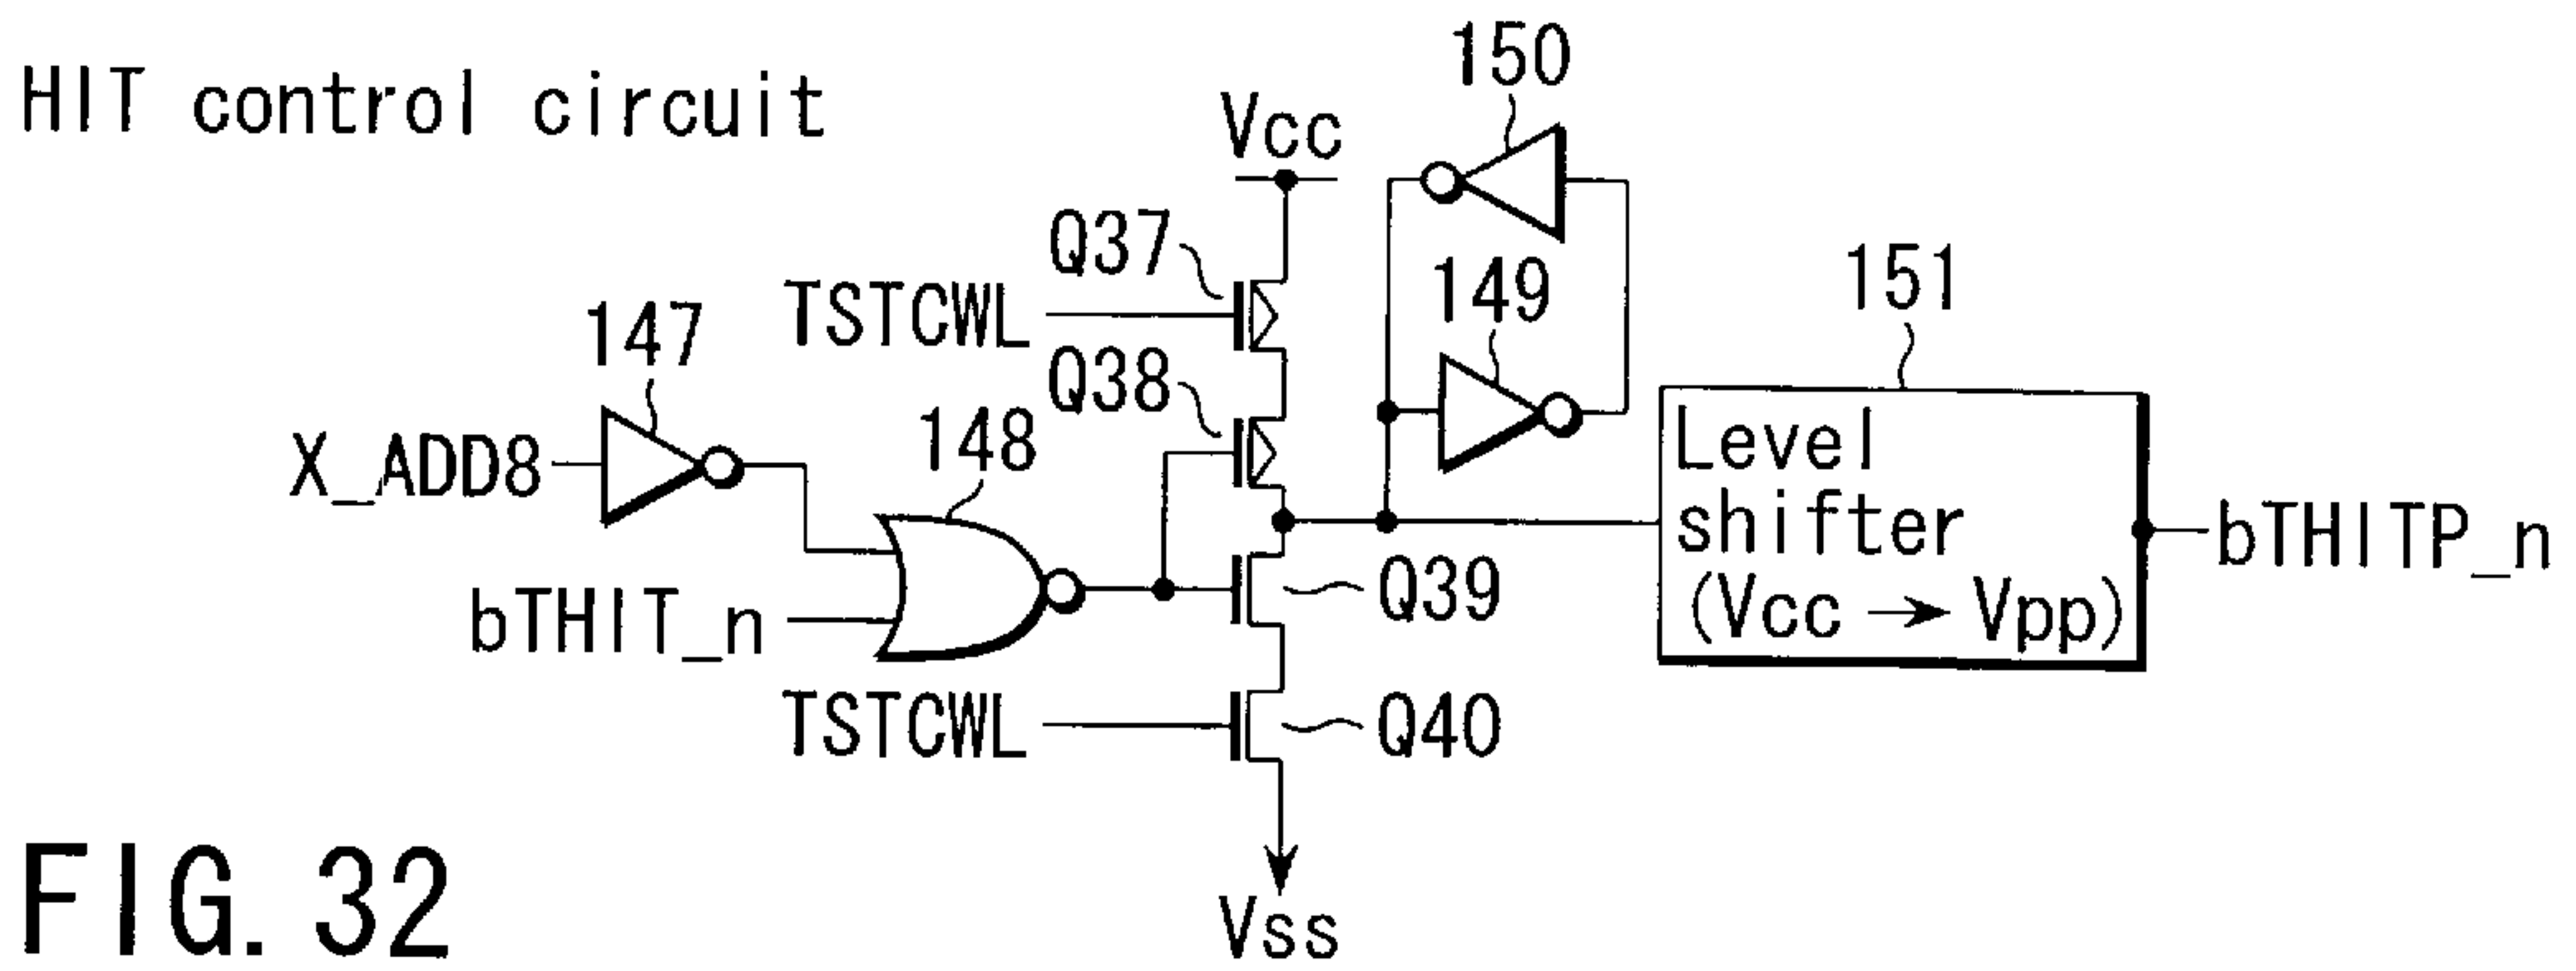 HIT control circuit
150
Vcc
Q37
149
151
TSTCWL
147
Q38
148
Level
X_ADD8
shifter
bTHITP_n
Q39
(Vcc → Vpp)
bTHIT_n
TSTCWL
Q40
Vss
FIG. 32